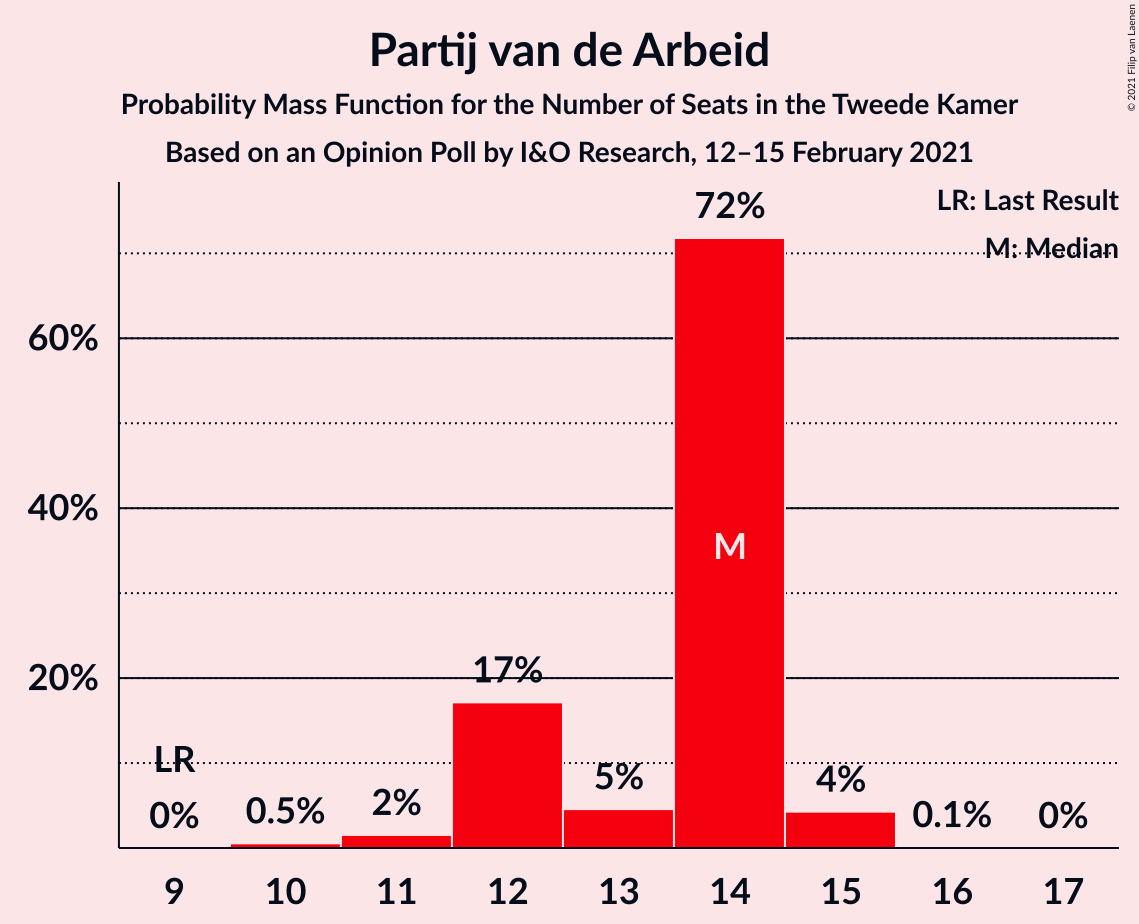 Partij van de Arbeid
Probability Mass Function for the Number of Seats in the Tweede Kamer
Based on an Opinion Poll by I&O Research, 12–15 February 2021
© 2021 Filip van Laenen
LR: Last Result
M: Median
72%
60%
40%
M
20%
17%
LR
5%
4%
2%
0.5%
0%
0.1%
0%
9 10 11 12 13 14 15 16 17